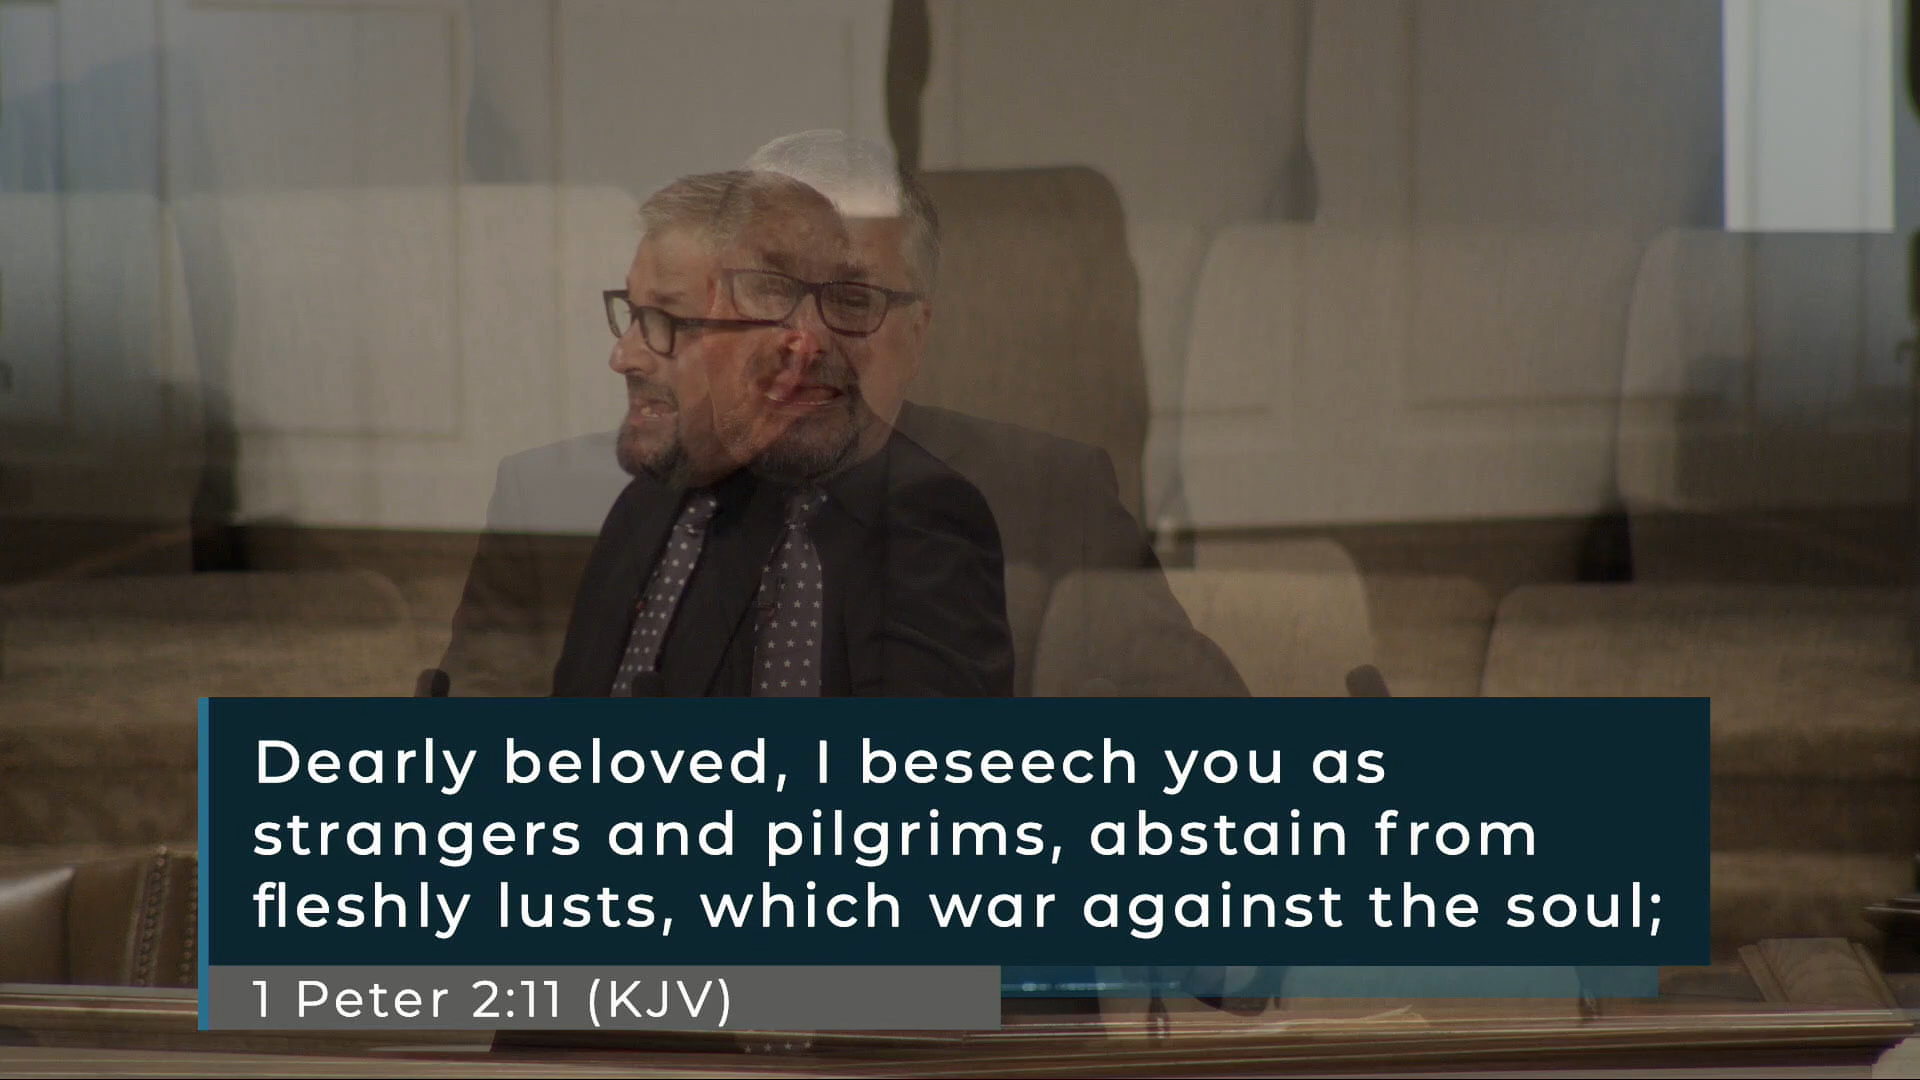 Dearly beloved, I beseech you as
strangers and pilgrims, abstain from
fleshly lusts, which war against the soul;
1 Peter 2:11 (KJV)